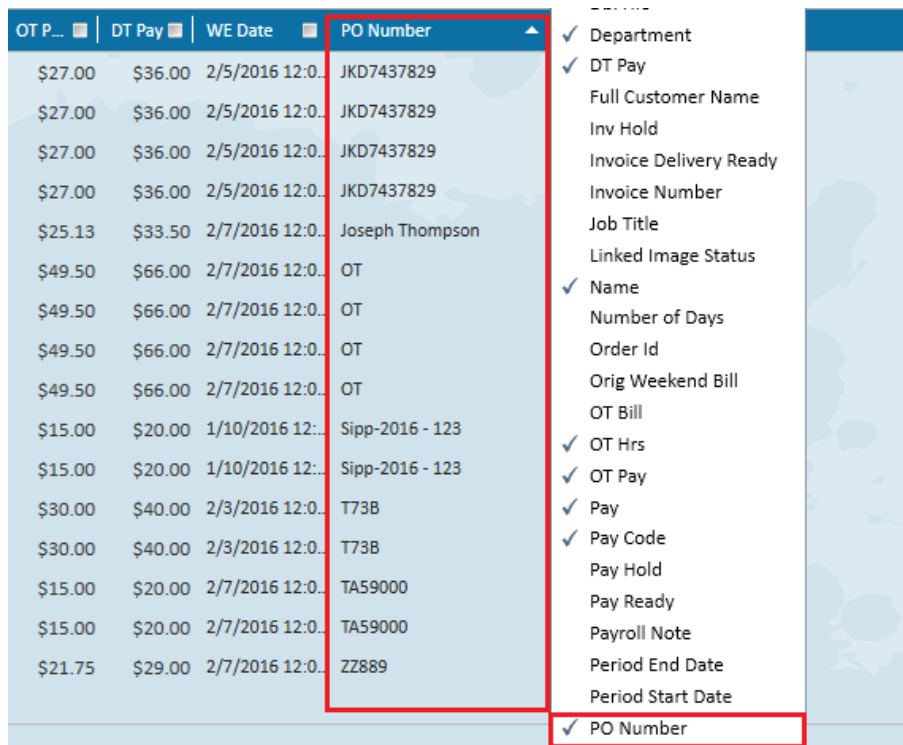 OT P... DT Pay WE Date PO Number
$27.00 $36.00 2/5/2016 12:0.. JKD7437829
$27.00 $36.00 2/5/2016 12:0.. JKD7437829
$27.00 $36.00 2/5/2016 12:0.. JKD7437829
$27.00 $36.00 2/5/2016 12:0.. JKD7437829
$25.13 $33.50 2/7/2016 12:0.. Joseph Thompson
$49.50 $66.00 2/7/2016 12:0.. OT
$49.50 $66.00 2/7/2016 12:0.. OT
$49.50 $66.00 2/7/2016 12:0.. OT
$49.50 $66.00 2/7/2016 12:0.. OT
$15.00 $20.00 1/10/2016 12:.. Sipp-2016 - 123
$15.00 $20.00 1/10/2016 12:.. Sipp-2016 - 123
$30.00 $40.00 2/3/2016 12:0.. T73B
$30.00 $40.00 2/3/2016 12:0.. T73B
$15.00 $20.00 2/7/2016 12:0.. TA59000
$15.00 $20.00 2/7/2016 12:0.. TA59000
$21.75 $29.00 2/7/2016 12:0.. ZZ889
Department
DT Pay
Full Customer Name
Inv Hold
Invoice Delivery Ready
Invoice Number
Job Title
Linked Image Status
Name
Number of Days
Order Id
Orig Weekend Bill
OT Bill
OT Hrs
OT Pay
Pay
Pay Code
Pay Hold
Pay Ready
Payroll Note
Period End Date
Period Start Date
PO Number